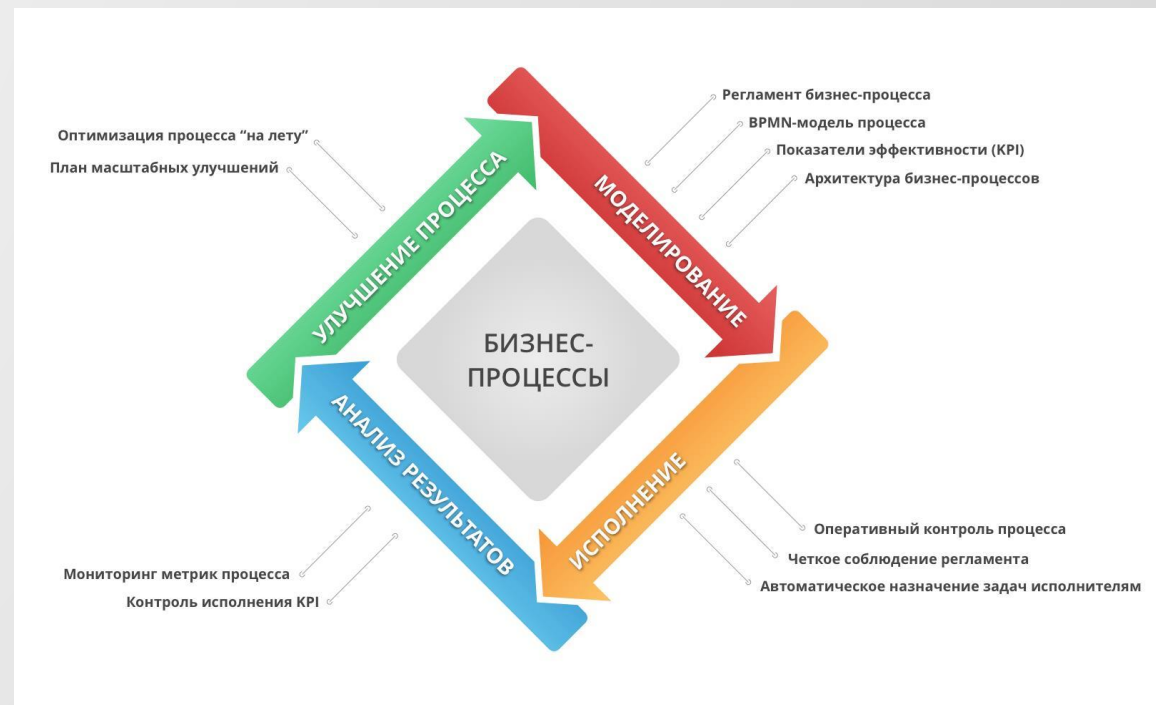 Регламент бизнес-процесса
BPMN-модель процесса
Показатели эффективности (KPI)
Архитектура бизнес-процессов
Оптимизация процесса “на лету”
План масштабных улучшений
УЛУЧШЕНИЕ ПРОЦЕССА
МОДЕЛИРОВАНИЕ
БИЗНЕС-
ПРОЦЕССЫ
АНАЛИЗ РЕЗУЛЬТАТОВ
ИСПОЛНЕНИЕ
Оперативный контроль процесса
Четкое соблюдение регламента
Автоматическое назначение задач исполнителям
Мониторинг метрик процесса
Контроль исполнения KPI